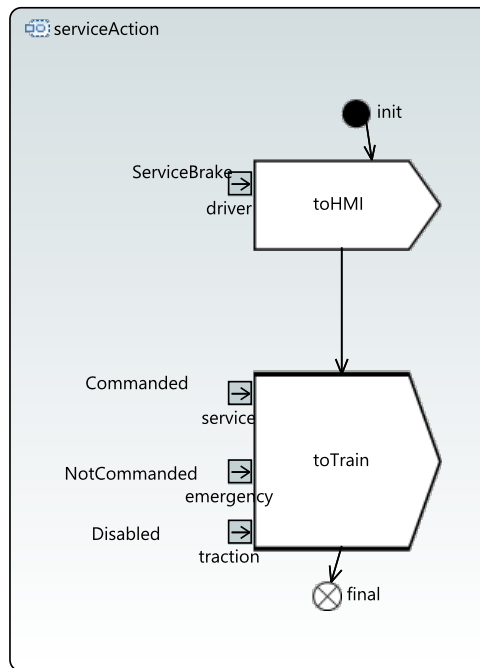 serviceAction
init
ServiceBrake
driver
toHMI
Commanded
service
toTrain
NotCommanded
emergency
Disabled
traction
final